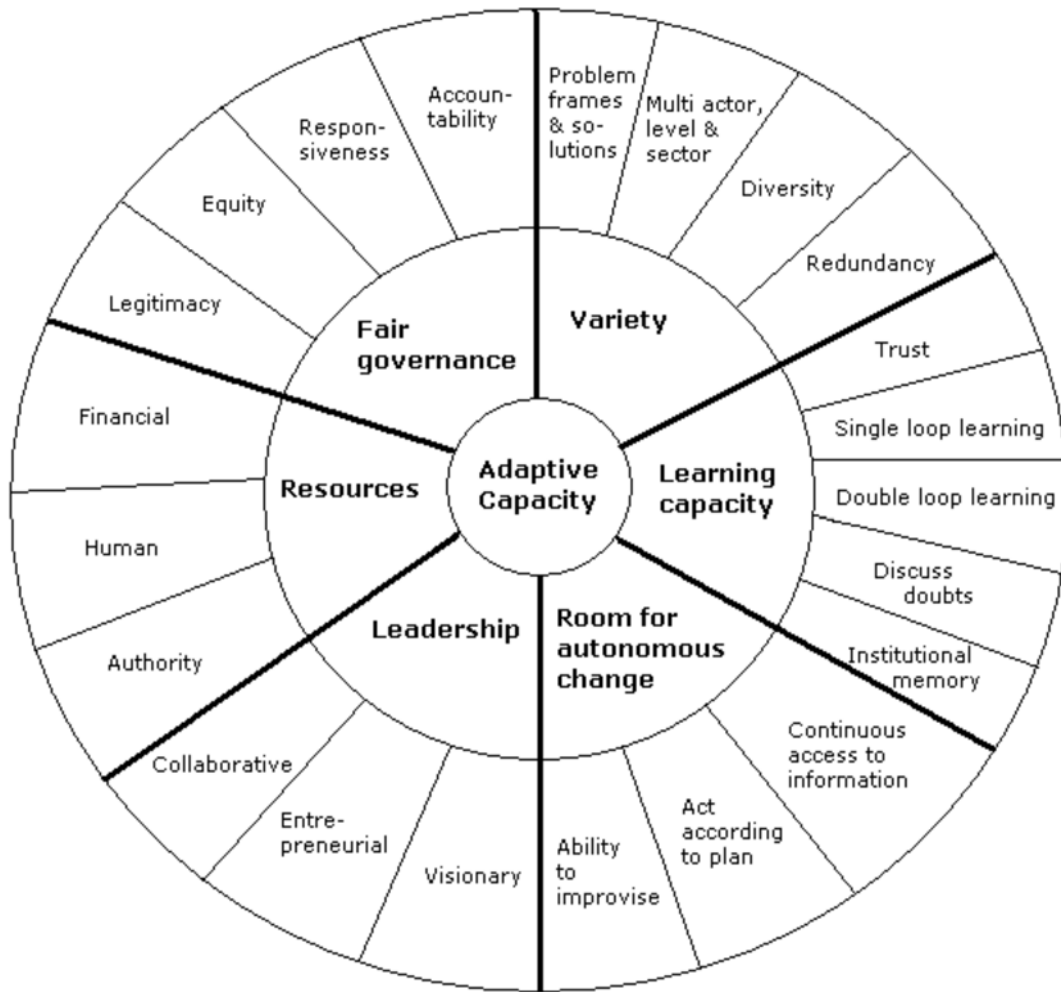 Adaptive
Capacity
Variety
Problem
frames
& so-
lutions
Multi actor,
level &
sector
Diversity
Redundancy
Learning
capacity
Trust
Single loop learning
Double loop learning
Discuss
doubts
Institutional
memory
Room for
autonomous
change
Continuous
access to
information
Act
according
to plan
Ability
to
improvise
Leadership
Visionary
Entre-
preneurial
Collaborative
Resources
Authority
Human
Financial
Fair
governance
Legitimacy
Equity
Respon-
siveness
Accoun-
tability